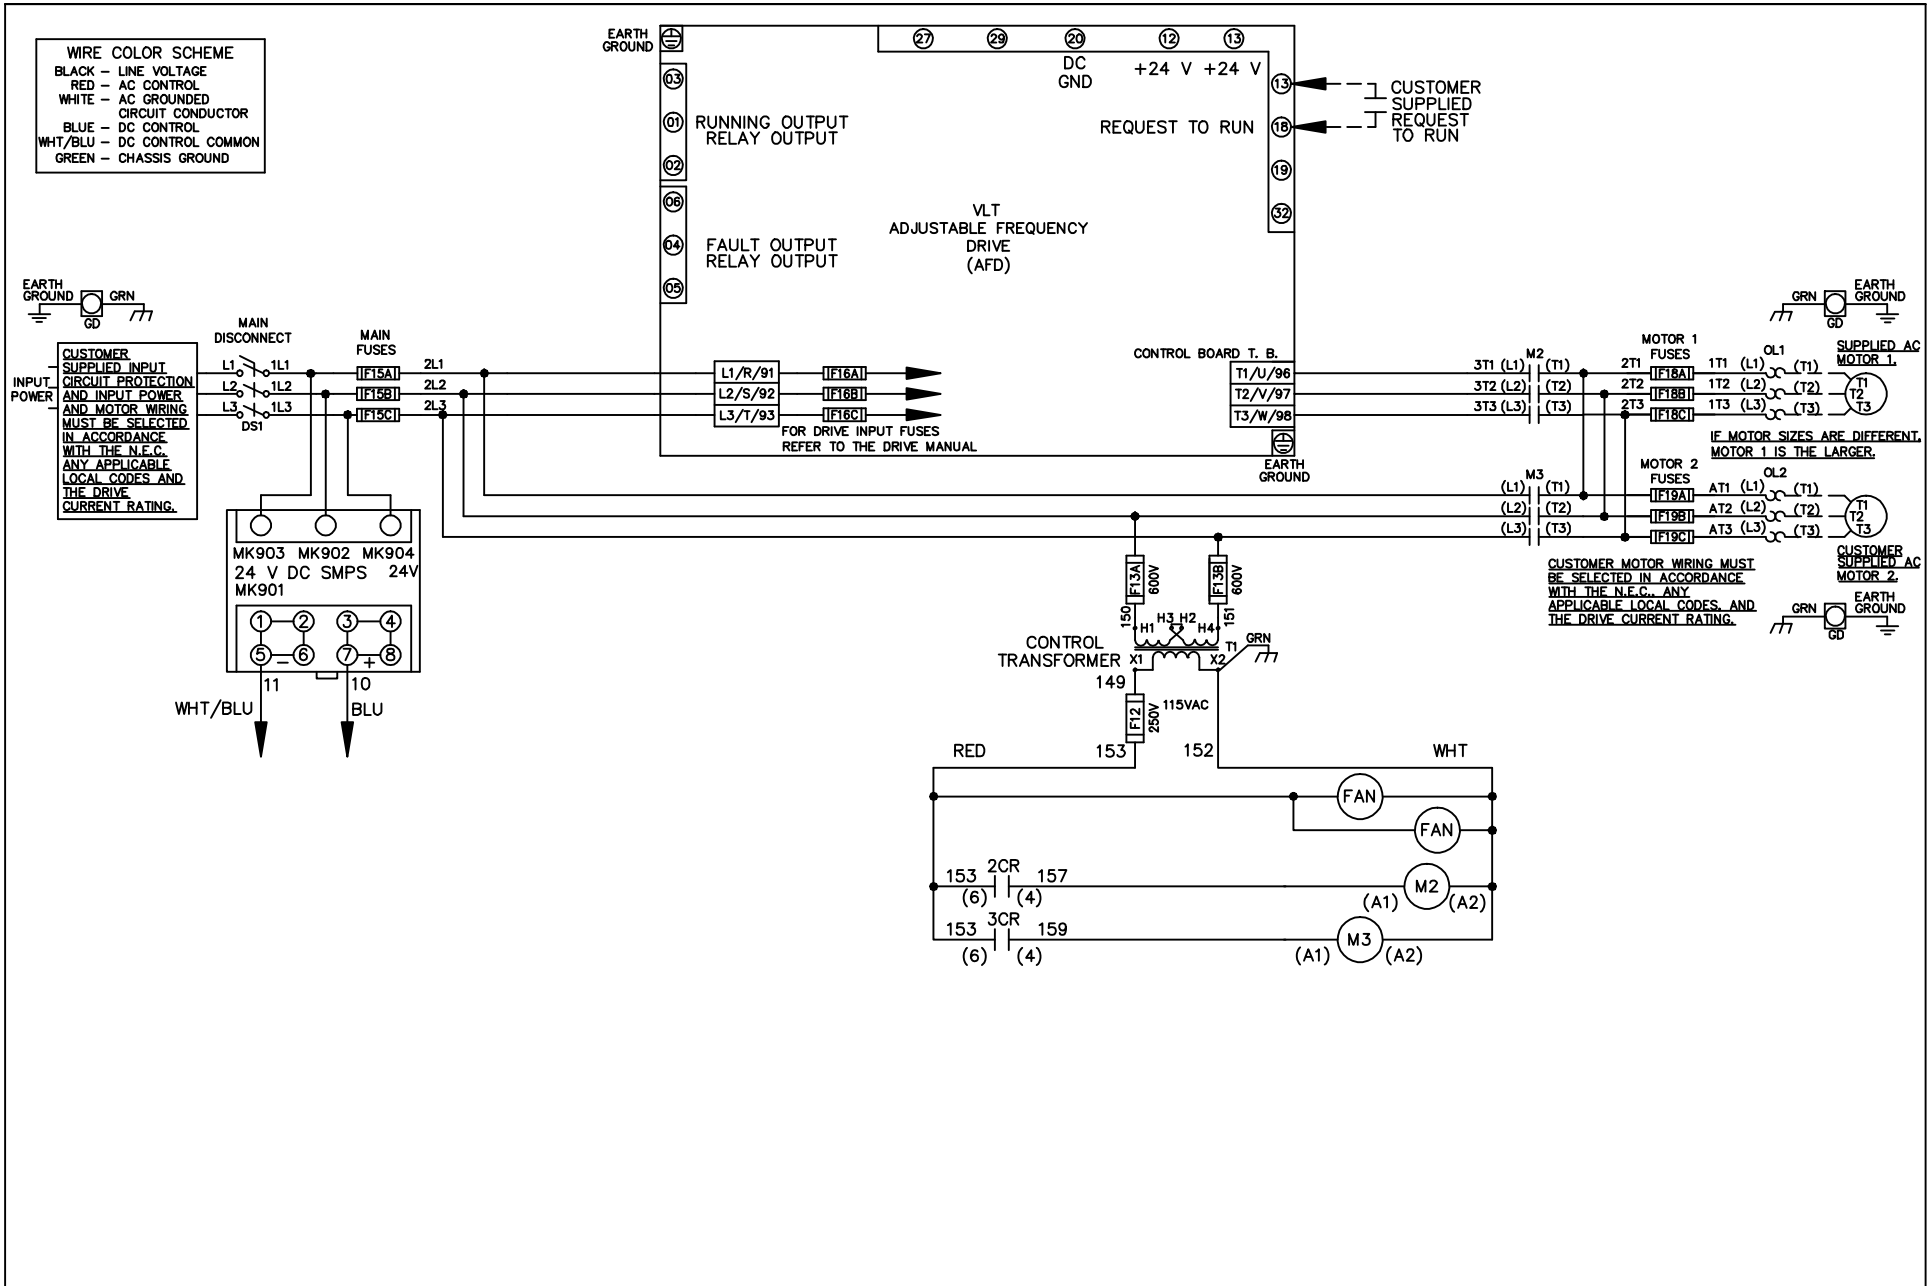 WIRE COLOR SCHEME
BLACK – LINE VOLTAGE
RED – AC CONTROL
WHITE – AC GROUNDED
CIRCUIT CONDUCTOR
BLUE – DC CONTROL
WHT/BLU – DC CONTROL COMMON
GREEN – CHASSIS GROUND
EARTH
GROUND
03
01
02
RUNNING OUTPUT
RELAY OUTPUT
06
04
05
FAULT OUTPUT
RELAY OUTPUT
27
29
20
12
13
DC
GND
+24 V
+24 V
13
18
19
32
REQUEST TO RUN
CUSTOMER
SUPPLIED
REQUEST
TO RUN
VLT
ADJUSTABLE FREQUENCY
DRIVE
(AFD)
EARTH
GROUND
GRN
GD
INPUT
POWER
CUSTOMER
SUPPLIED INPUT
CIRCUIT PROTECTION
AND INPUT POWER
AND MOTOR WIRING
MUST BE SELECTED
IN ACCORDANCE
WITH THE N.E.C.
ANY APPLICABLE
LOCAL CODES AND
THE DRIVE
CURRENT RATING.
MAIN
DISCONNECT
L1
1L1
L2
1L2
L3
1L3
DS1
MAIN
FUSES
F15A
F15B
F15C
2L1
2L2
2L3
L1/R/91
L2/S/92
L3/T/93
F16A
F16B
F16C
FOR DRIVE INPUT FUSES
REFER TO THE DRIVE MANUAL
CONTROL BOARD T. B.
T1/U/96
T2/V/97
T3/W/98
EARTH
GROUND
M2
3T1 (L1) (T1)
3T2 (L2) (T2)
3T3 (L3) (T3)
MOTOR 1
FUSES
2T1 F18A 1T1 (L1)
2T2 F18B 1T2 (L2)
2T3 F18C 1T3 (L3)
OL1
(T1)
(T2)
(T3)
T1
T2
T3
GRN
GD
EARTH
GROUND
SUPPLIED AC
MOTOR 1.
IF MOTOR SIZES ARE DIFFERENT,
MOTOR 1 IS THE LARGER.
M3
(L1) (T1)
(L2) (T2)
(L3) (T3)
MOTOR 2
FUSES
F19A AT1 (L1)
F19B AT2 (L2)
F19C AT3 (L3)
OL2
(T1)
(T2)
(T3)
T1
T2
T3
CUSTOMER
SUPPLIED AC
MOTOR 2.
GRN
GD
EARTH
GROUND
CUSTOMER MOTOR WIRING MUST
BE SELECTED IN ACCORDANCE
WITH THE N.E.C., ANY
APPLICABLE LOCAL CODES, AND
THE DRIVE CURRENT RATING.
MK903 MK902 MK904
24 V DC SMPS 24V
MK901
1 2 3 4
5 – 6 7 + 8
11
10
WHT/BLU
BLU
F13A
600V
F13B
600V
150
151
H1 H3 H2 H4
CONTROL
TRANSFORMER
X1
X2
T1
GRN
149
F12
250V
115VAC
RED
153
152
WHT
FAN
FAN
153 2CR 157
(6) (4)
M2
(A1) (A2)
153 3CR 159
(6) (4)
M3
(A1) (A2)